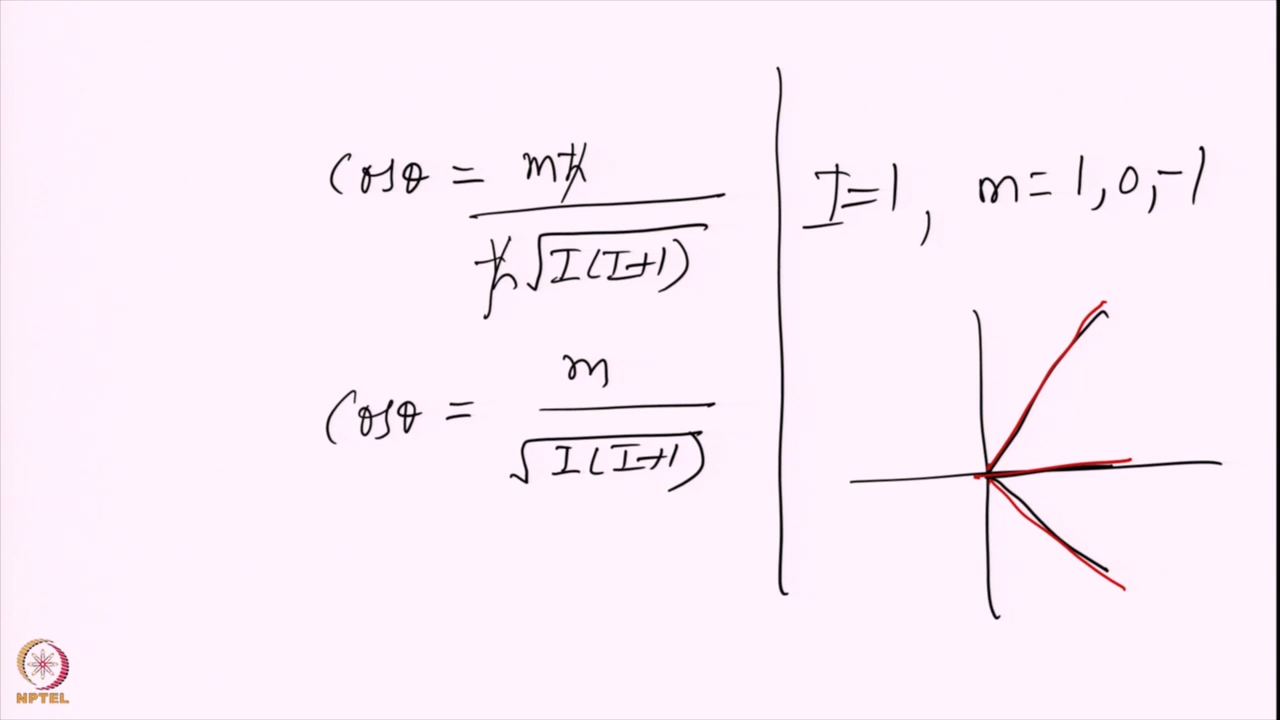 cosθ = mħ / ħ√I(I+1)
cosθ = m / √I(I+1)
I=1, m = 1, 0, -1
NPTEL